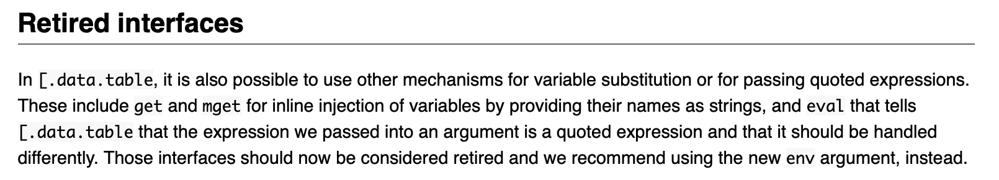 Retired interfaces
In [.data.table, it is also possible to use other mechanisms for variable substitution or for passing quoted expressions.
These include get and mget for inline injection of variables by providing their names as strings, and eval that tells
[.data.table that the expression we passed into an argument is a quoted expression and that it should be handled
differently. Those interfaces should now be considered retired and we recommend using the new env argument, instead.